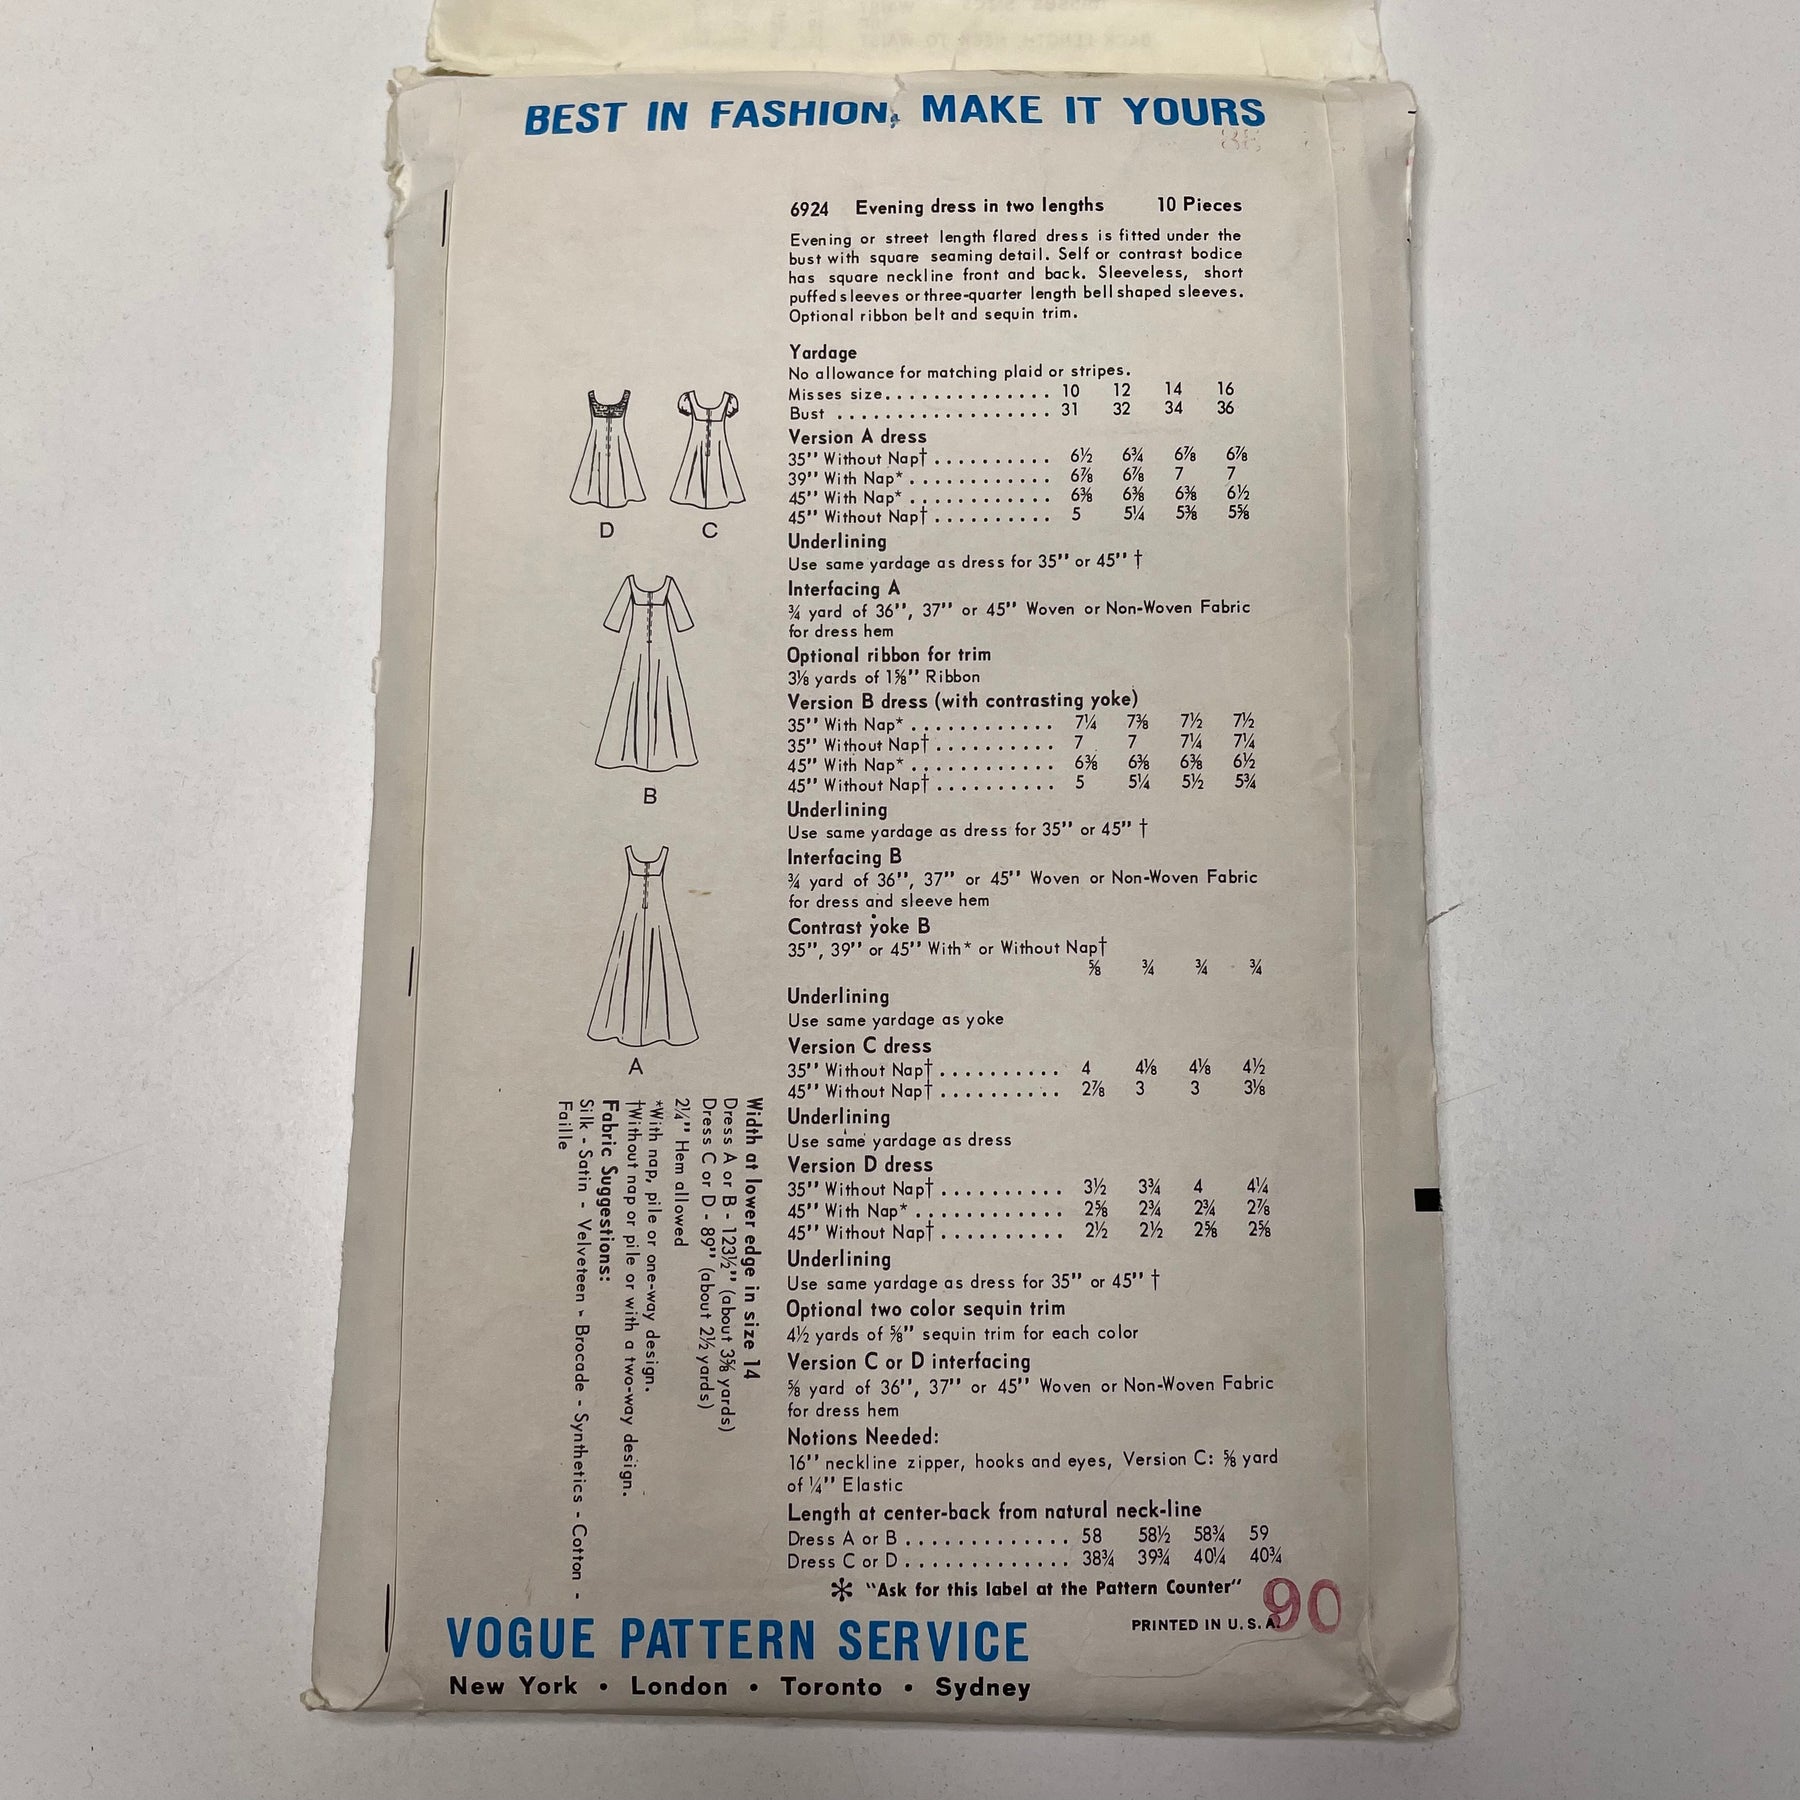 BEST IN FASHION, MAKE IT YOURS
6924 Evening dress in two lengths 10 Pieces
Evening or street length flared dress is fitted under the
bust with square seaming detail. Self or contrast bodice
has square neckline front and back. Sleeveless, short
puffed sleeves or three-quarter length bell shaped sleeves.
Optional ribbon belt and sequin trim.
Yardage
No allowance for matching plaid or stripes.
Misses size............... 10 12 14 16
Bust ................... 31 32 34 36
Version A dress
35'' Without Nap† .......... 6½ 6¾ 6⅞ 6⅞
39'' With Nap* ............ 6⅞ 6⅞ 7 7
45'' With Nap* ............ 6⅜ 6⅜ 6⅜ 6½
45'' Without Nap† .......... 5 5¼ 5⅜ 5⅝
Underlining
Use same yardage as dress for 35'' or 45'' †
Interfacing A
¾ yard of 36'', 37'' or 45'' Woven or Non-Woven Fabric
for dress hem
Optional ribbon for trim
3⅛ yards of 1⅝'' Ribbon
Version B dress (with contrasting yoke)
35'' With Nap* ............ 7¼ 7⅜ 7½ 7½
35'' Without Nap† .......... 7 7 7¼ 7¼
45'' With Nap* ............ 6⅜ 6⅜ 6⅜ 6½
45'' Without Nap† .......... 5 5¼ 5½ 5¾
Underlining
Use same yardage as dress for 35'' or 45'' †
Interfacing B
¾ yard of 36'', 37'' or 45'' Woven or Non-Woven Fabric
for dress and sleeve hem
Contrast yoke B
35'', 39'' or 45'' With* or Without Nap†
⅝ ¾ ¾ ¾
Underlining
Use same yardage as yoke
Version C dress
35'' Without Nap† .......... 4 4⅛ 4⅛ 4½
45'' Without Nap† .......... 2⅞ 3 3 3⅛
Underlining
Use same yardage as dress
Version D dress
35'' Without Nap† .......... 3½ 3¾ 4 4¼
45'' With Nap* ............ 2⅝ 2¾ 2¾ 2⅞
45'' Without Nap† .......... 2½ 2½ 2⅝ 2⅝
Underlining
Use same yardage as dress for 35'' or 45'' †
Optional two color sequin trim
4½ yards of ⅝'' sequin trim for each color
Version C or D interfacing
⅝ yard of 36'', 37'' or 45'' Woven or Non-Woven Fabric
for dress hem
Notions Needed:
16'' neckline zipper, hooks and eyes, Version C: ⅝ yard
of ¼'' Elastic
Length at center-back from natural neck-line
Dress A or B .............. 58 58½ 58¾ 59
Dress C or D .............. 38¾ 39¾ 40¼ 40¾
* "Ask for this label at the Pattern Counter"
D C
B
A
Width at lower edge in size 14
Dress A or B - 123½'' (about 3⅜ yards)
Dress C or D - 89'' (about 2½ yards)
2¼'' Hem allowed
*With nap, pile or one-way design.
†Without nap or pile or with a two-way design.
Fabric Suggestions:
Silk - Satin - Velveteen - Brocade - Synthetics - Cotton -
Faille
PRINTED IN U.S.A.
90
VOGUE PATTERN SERVICE
New York • London • Toronto • Sydney